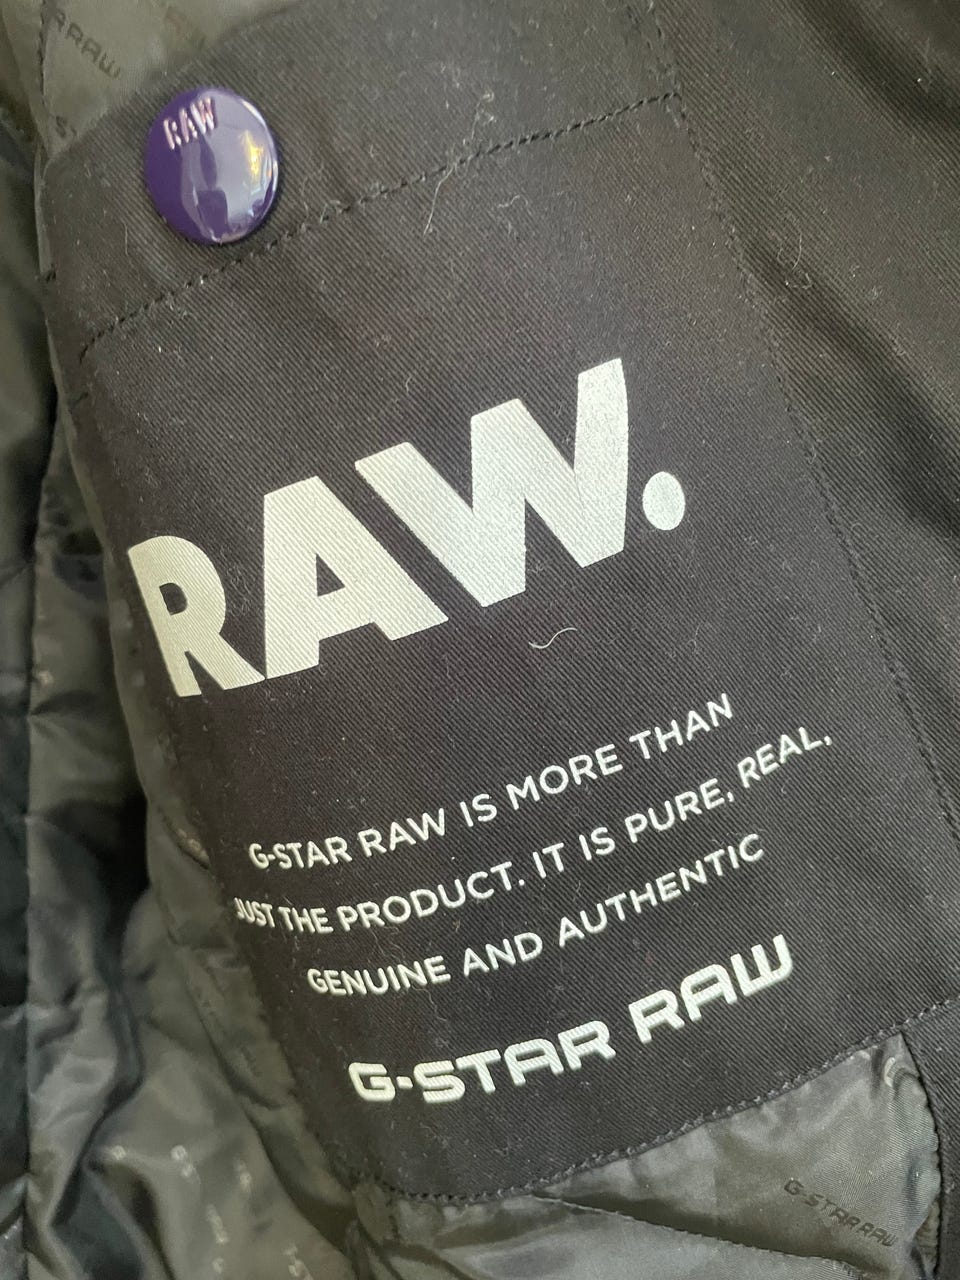 RAW
RAW.
G-STAR RAW IS MORE THAN
JUST THE PRODUCT. IT IS PURE, REAL,
GENUINE AND AUTHENTIC
G-STAR RAW
G-STAR RAW